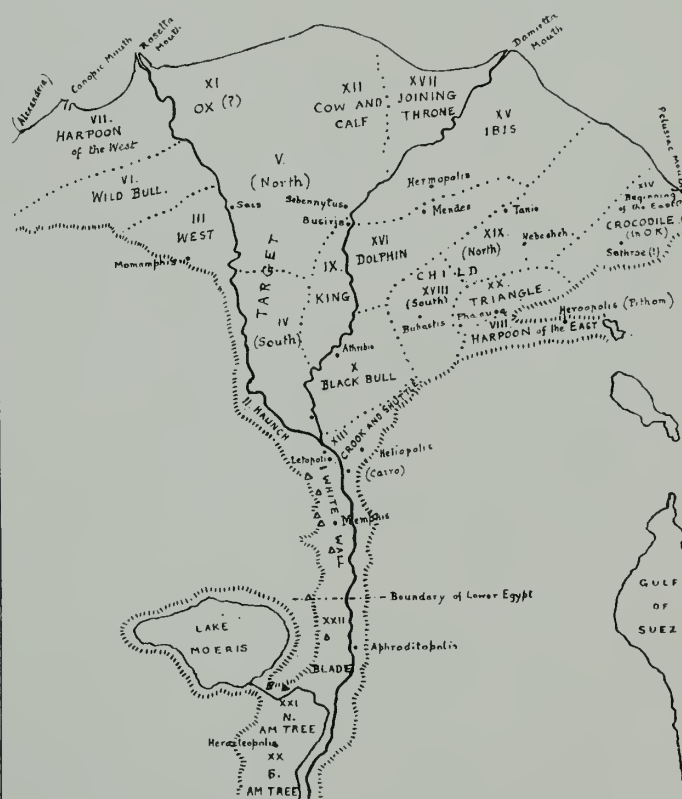 (Alexandria)
Canopic Mouth
Rosetta
Mouth
Damietta
Mouth
Pelusiac Mouth
XI
OX (?)
XII
COW AND
CALF
XVII
JOINING
THRONE
XV
IBIS
VII.
HARPOON
of the West
VI.
WILD BULL.
V.
(North)
III
WEST
Sais
Sebennytus
Busiris
Hermopolis
Mendes
Tanis
XIV
Beginning
of the East
CROCODILE
(In O K)
Sethroe (?)
XIX
(North)
Nebesheh
Momemphis
TARGET
IX.
KING
XVI
DOLPHIN
CHILD
XVIII
(South)
Bubastis
XX.
TRIANGLE.
Heroopolis (Pithom)
VIII
HARPOON of the EAST
IV
(South)
Athribis
X
BLACK BULL
II. HAUNCH
XIII
CROOK AND SHUTTLE
Letopolis
Heliopolis
(Cairo)
I WHITE
WALL
Memphis
Boundary of Lower Egypt
GULF
OF
SUEZ
LAKE
MOERIS
XXII
BLADE
Aphroditopolis
XXI
N.
AM TREE
Heracleopolis
XX
S.
AM TREE